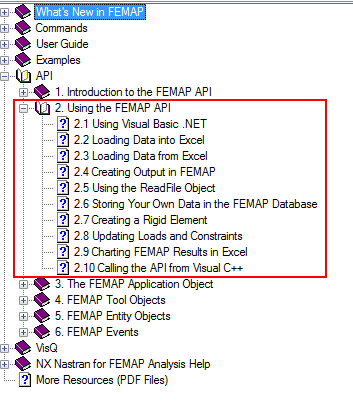 What's New in FEMAP
Commands
User Guide
Examples
API
1. Introduction to the FEMAP API
2. Using the FEMAP API
2.1 Using Visual Basic .NET
2.2 Loading Data into Excel
2.3 Loading Data from Excel
2.4 Creating Output in FEMAP
2.5 Using the ReadFile Object
2.6 Storing Your Own Data in the FEMAP Database
2.7 Creating a Rigid Element
2.8 Updating Loads and Constraints
2.9 Charting FEMAP Results in Excel
2.10 Calling the API from Visual C++
3. The FEMAP Application Object
4. FEMAP Tool Objects
5. FEMAP Entity Objects
6. FEMAP Events
VisQ
NX Nastran for FEMAP Analysis Help
More Resources (PDF Files)